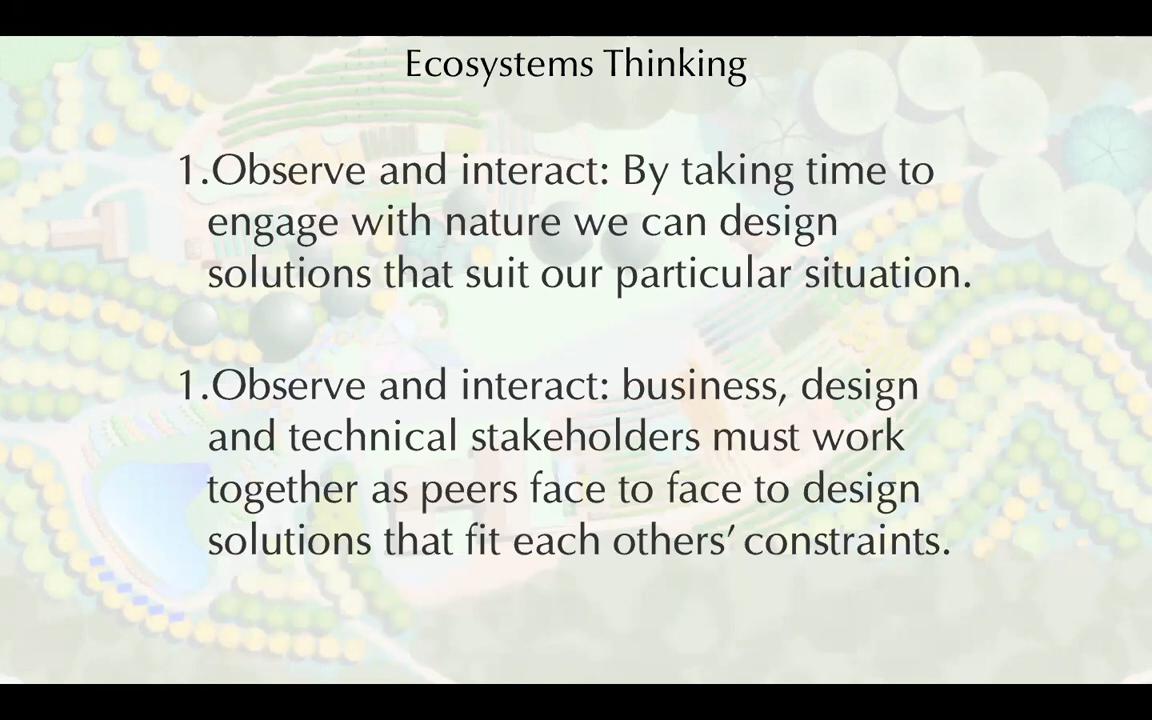 Ecosystems Thinking
1.Observe and interact: By taking time to
engage with nature we can design
solutions that suit our particular situation.
1.Observe and interact: business, design
and technical stakeholders must work
together as peers face to face to design
solutions that fit each others’ constraints.